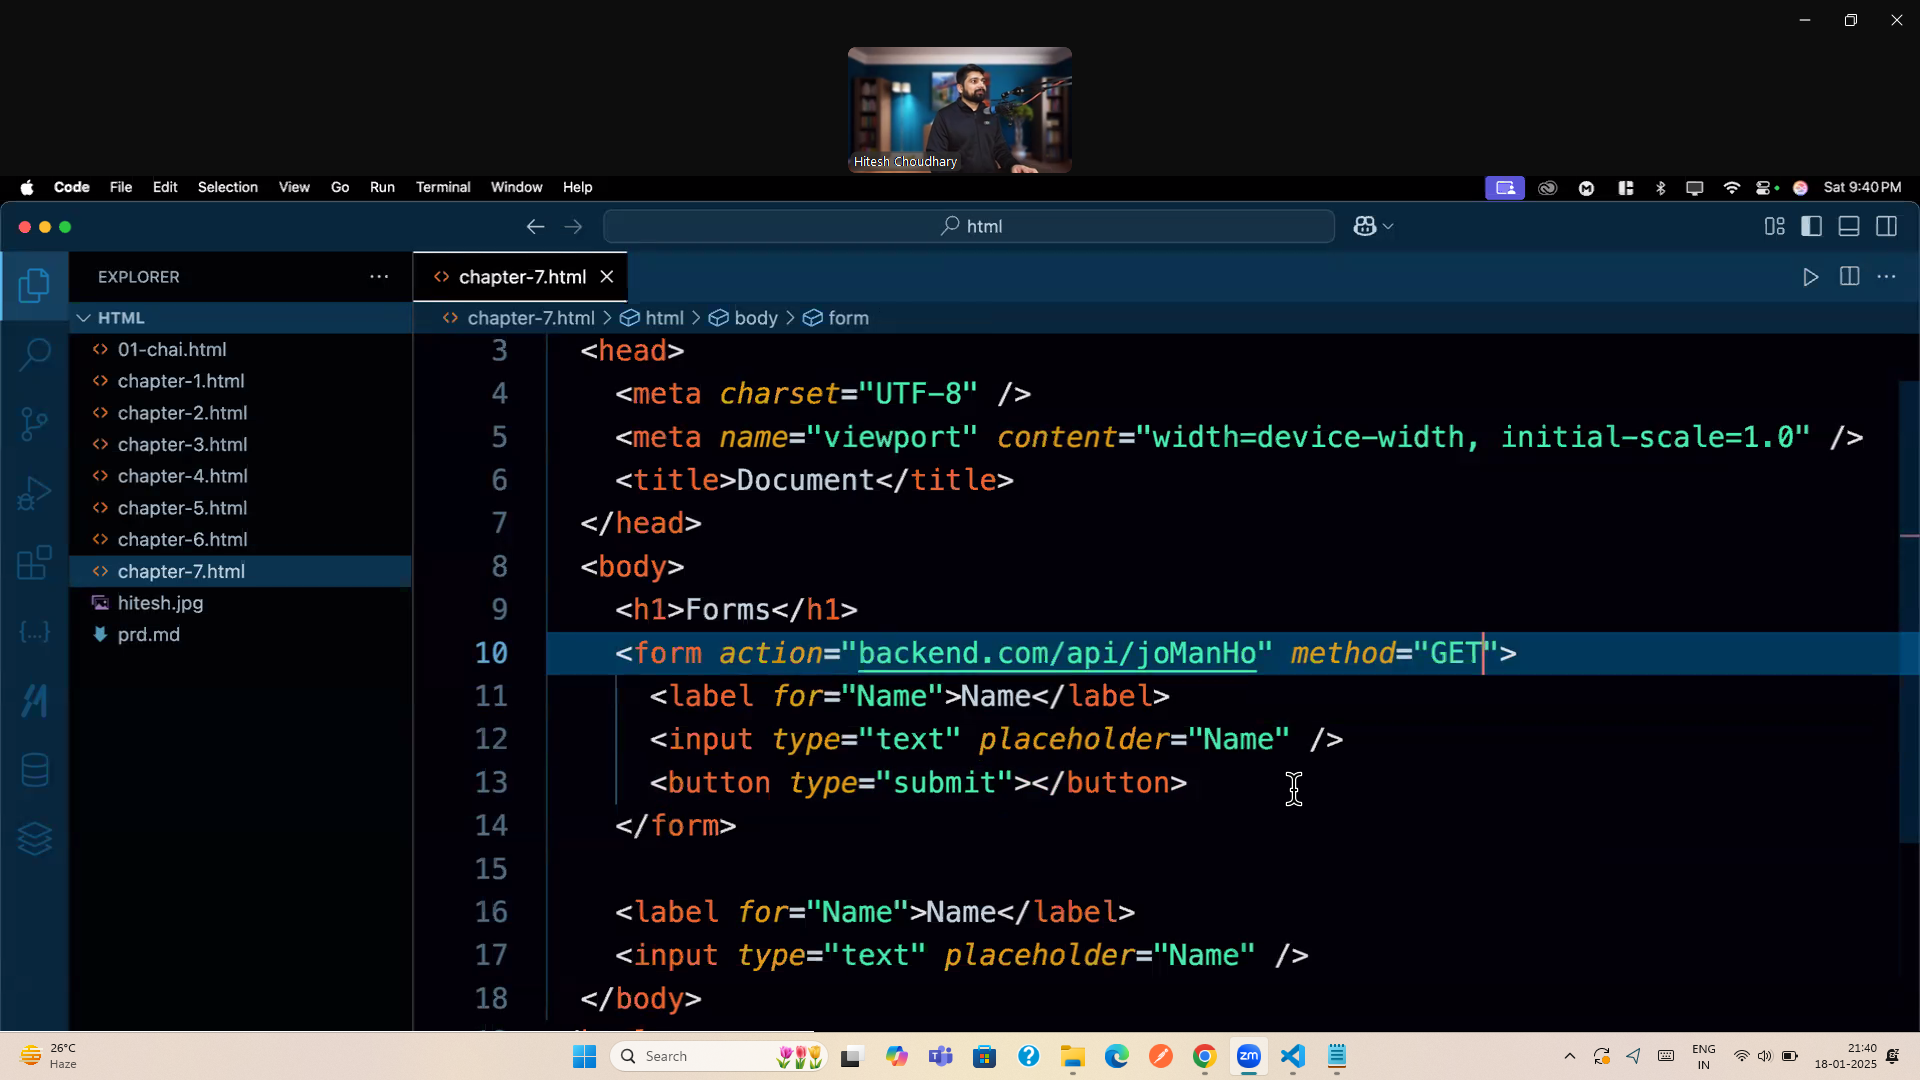 Hitesh Choudhary
Code File Edit Selection View Go Run Terminal Window Help
Sat 9:40 PM
html
EXPLORER
chapter-7.html
HTML
chapter-7.html > html > body > form
01-chai.html
chapter-1.html
chapter-2.html
chapter-3.html
chapter-4.html
chapter-5.html
chapter-6.html
chapter-7.html
hitesh.jpg
prd.md
3 <head>
4 <meta charset="UTF-8" />
5 <meta name="viewport" content="width=device-width, initial-scale=1.0" />
6 <title>Document</title>
7 </head>
8 <body>
9 <h1>Forms</h1>
10 <form action="backend.com/api/joManHo" method="GET">
11 <label for="Name">Name</label>
12 <input type="text" placeholder="Name" />
13 <button type="submit"></button>
14 </form>
15
16 <label for="Name">Name</label>
17 <input type="text" placeholder="Name" />
18 </body>
26°C
Haze
Search
zm
ENG
IN
21:40
18-01-2025